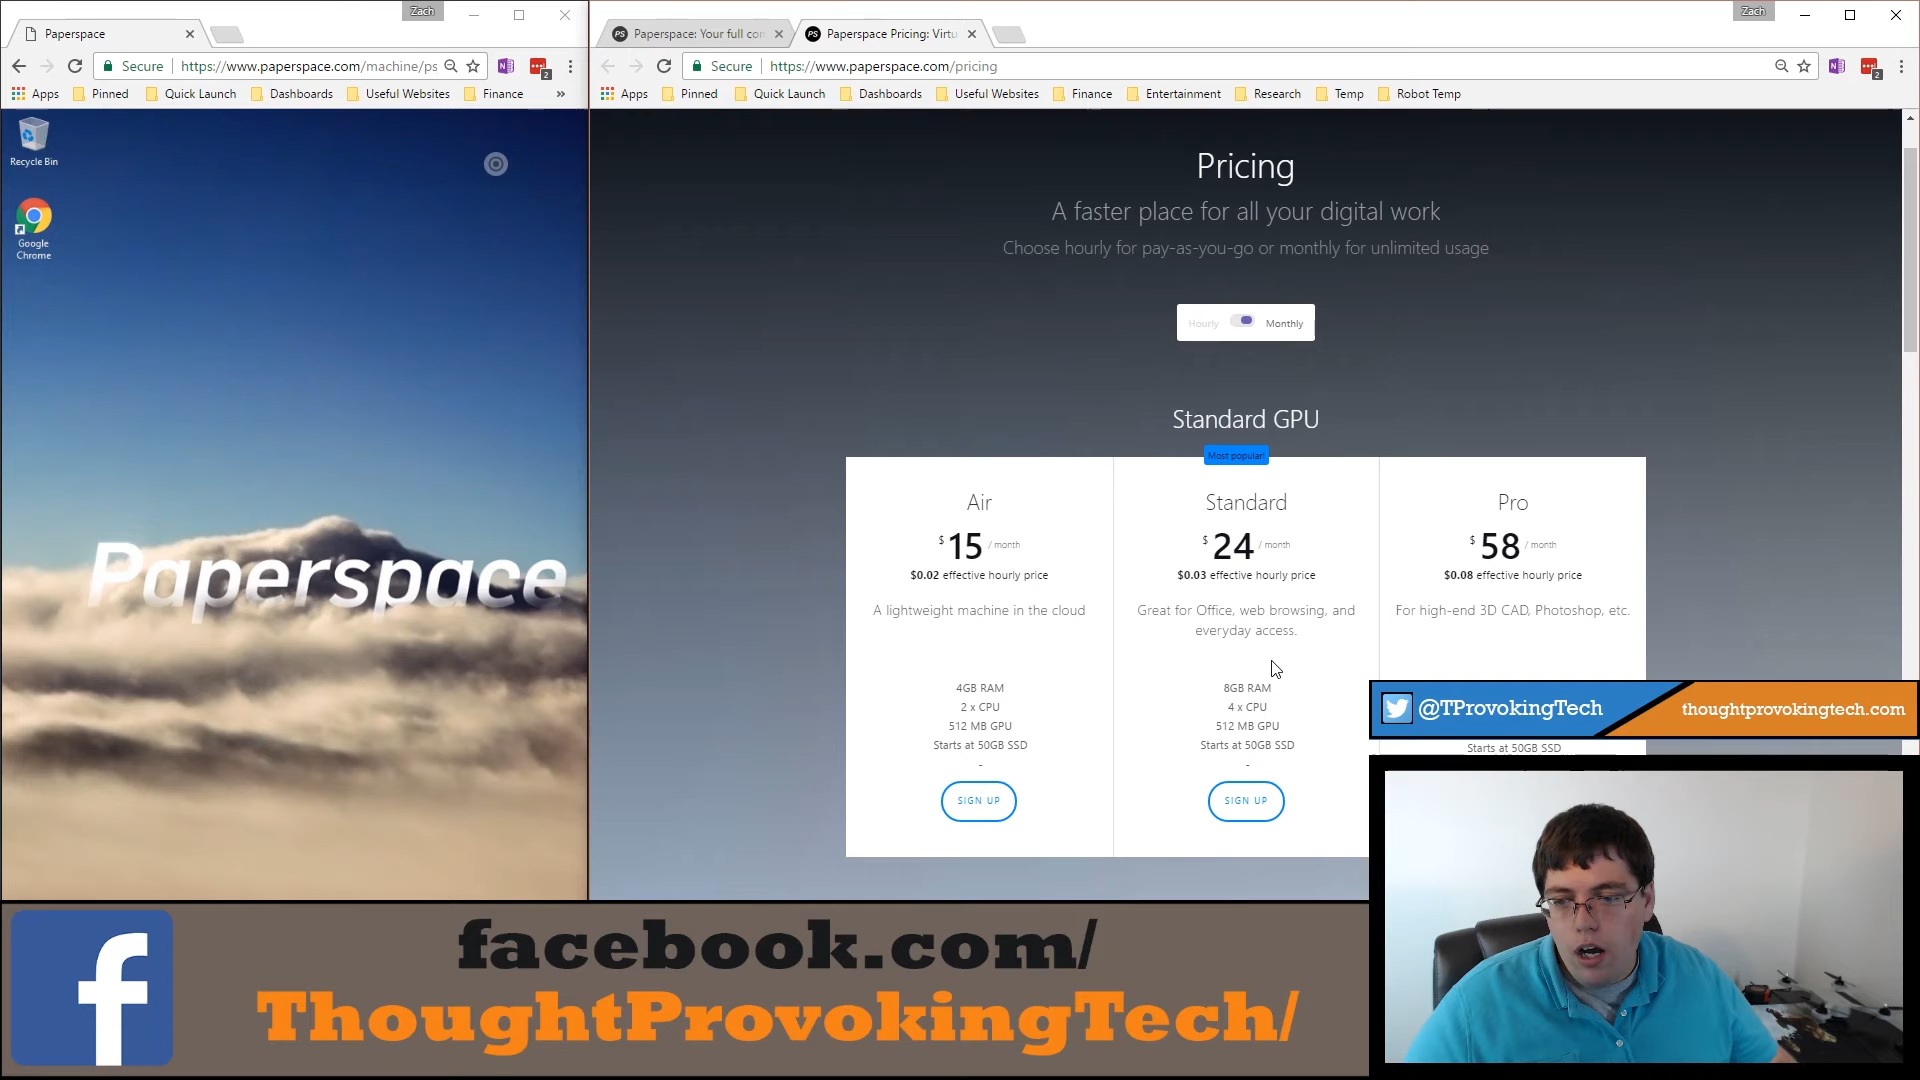 Zach
Paperspace
Secure
https://www.paperspace.com/machine/ps
2
Apps
Pinned
Quick Launch
Dashboards
Useful Websites
Finance
»
Recycle Bin
Google
Chrome
Paperspace
Zach
PS
Paperspace: Your full con
PS
Paperspace Pricing: Virtu
Secure
https://www.paperspace.com/pricing
2
Apps
Pinned
Quick Launch
Dashboards
Useful Websites
Finance
Entertainment
Research
Temp
Robot Temp
Pricing
A faster place for all your digital work
Choose hourly for pay-as-you-go or monthly for unlimited usage
Hourly
Monthly
Standard GPU
Most popular!
Air
$ 15 / month
$0.02 effective hourly price
A lightweight machine in the cloud
4GB RAM
2 x CPU
512 MB GPU
Starts at 50GB SSD
-
SIGN UP
Standard
$ 24 / month
$0.03 effective hourly price
Great for Office, web browsing, and
everyday access.
8GB RAM
4 x CPU
512 MB GPU
Starts at 50GB SSD
-
SIGN UP
Pro
$ 58 / month
$0.08 effective hourly price
For high-end 3D CAD, Photoshop, etc.
Starts at 50GB SSD
@TProvokingTech
thoughtprovokingtech.com
f
facebook.com/
ThoughtProvokingTech/